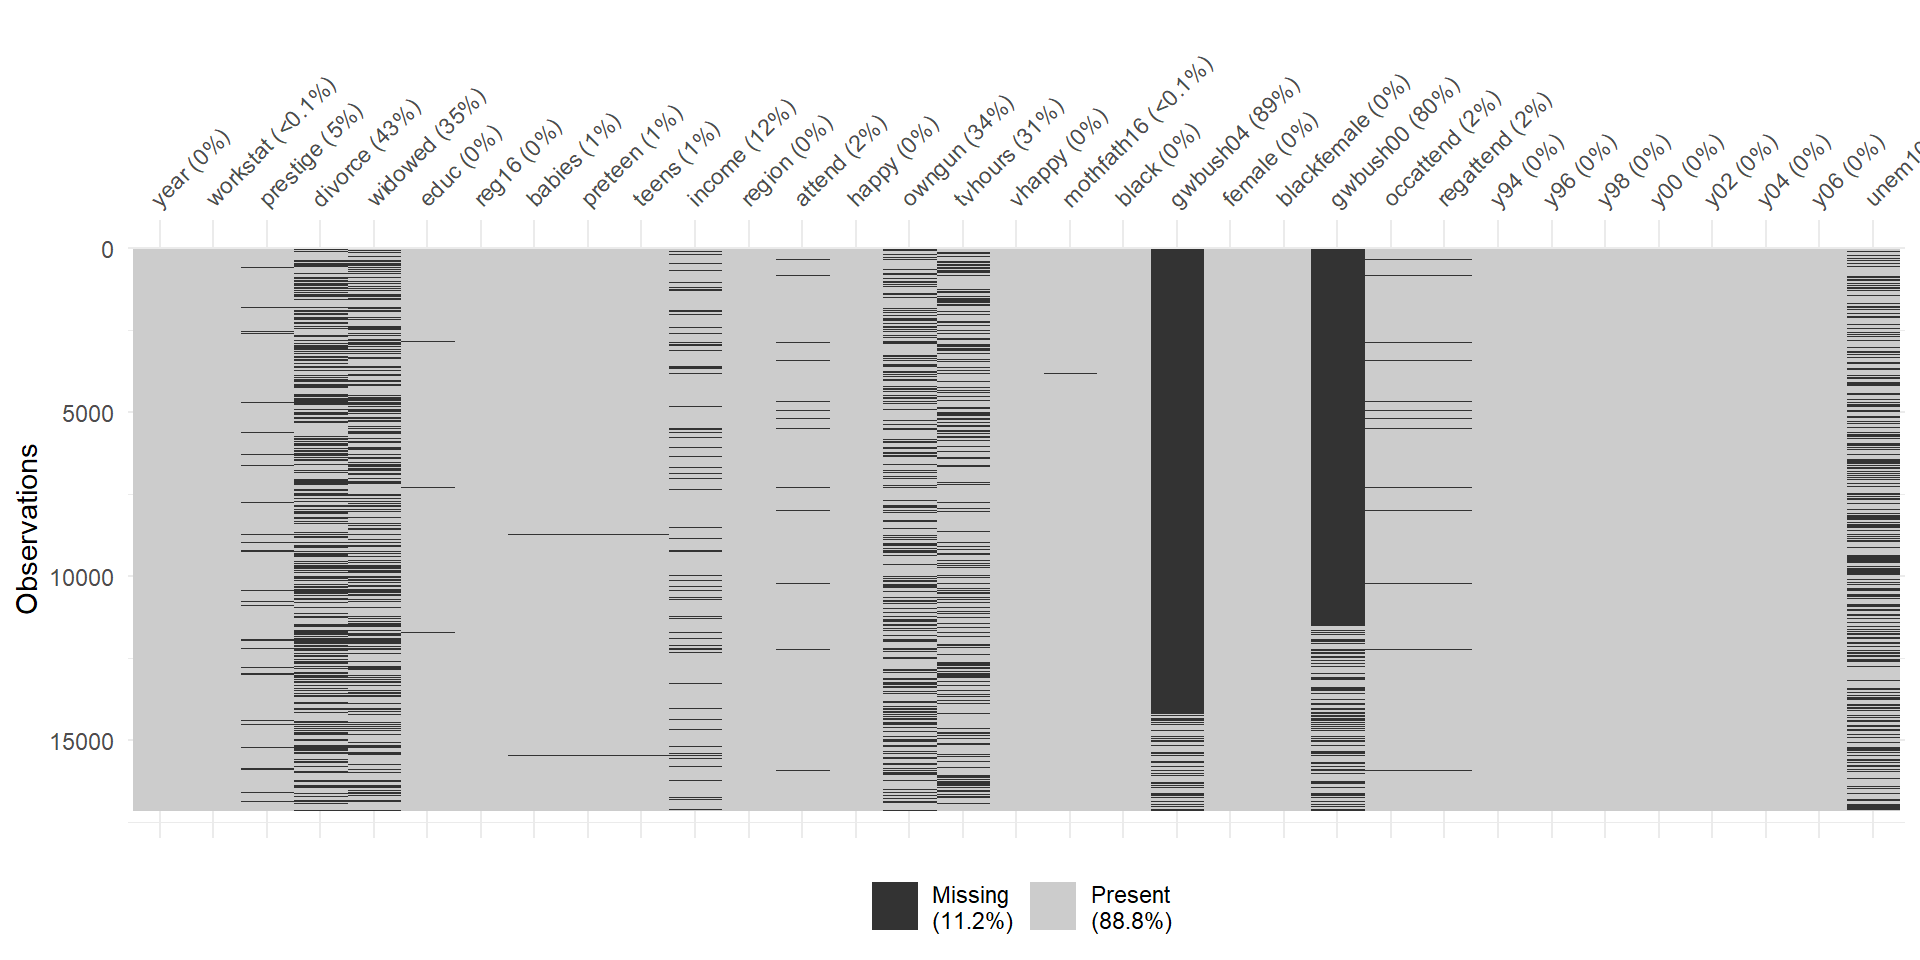 year (0%)
workstat (<0.1%)
prestige (5%)
divorce (43%)
widowed (35%)
educ (0%)
reg16 (0%)
babies (1%)
preteen (1%)
teens (1%)
income (12%)
region (0%)
attend (2%)
happy (0%)
owngun (34%)
tvhours (31%)
vhappy (0%)
mothfath16 (<0.1%)
black (0%)
gwbush04 (89%)
female (0%)
blackfemale (0%)
gwbush00 (80%)
occattend (2%)
regattend (2%)
y94 (0%)
y96 (0%)
y98 (0%)
y00 (0%)
y02 (0%)
y04 (0%)
y06 (0%)
unem10
0
5000
10000
15000
Observations
Missing
(11.2%)
Present
(88.8%)